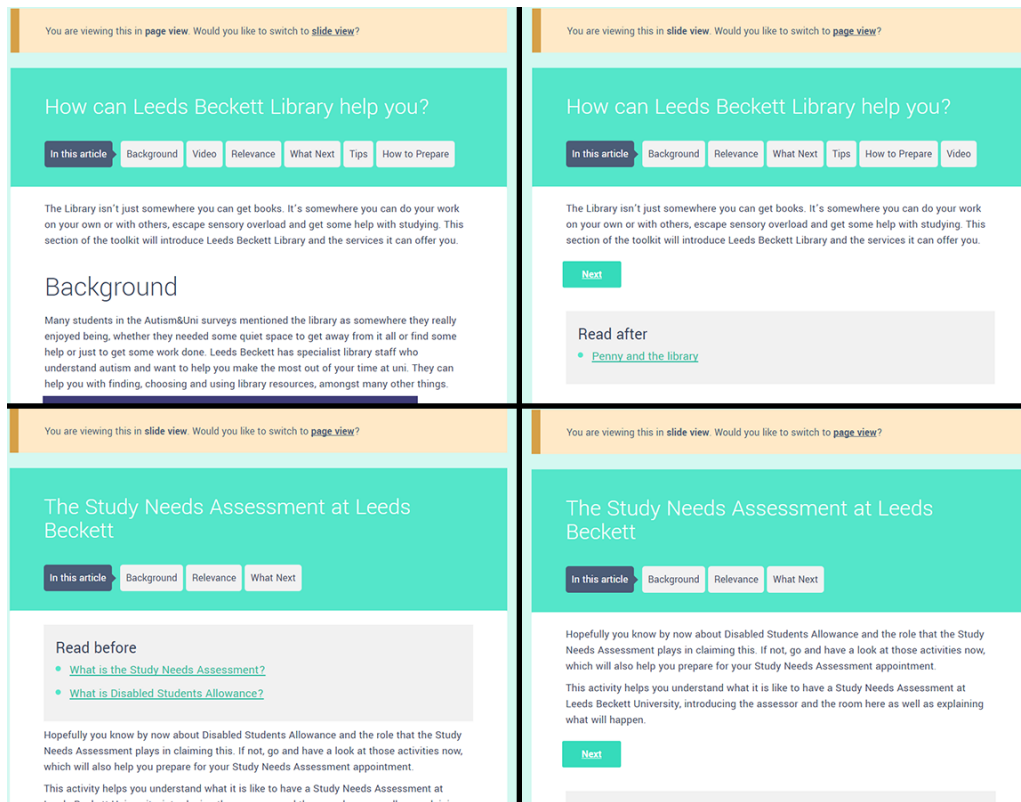 You are viewing this in page view. Would you like to switch to slide view?
How can Leeds Beckett Library help you?
In this article Background Video Relevance What Next Tips How to Prepare
The Library isn't just somewhere you can get books. It's somewhere you can do your work
on your own or with others, escape sensory overload and get some help with studying. This
section of the toolkit will introduce Leeds Beckett Library and the services it can offer you.
Background
Many students in the Autism&Uni surveys mentioned the library as somewhere they really
enjoyed being, whether they needed some quiet space to get away from it all or find some
help or just to get some work done. Leeds Beckett has specialist library staff who
understand autism and want to help you make the most out of your time at uni. They can
help you with finding, choosing and using library resources, amongst many other things.
You are viewing this in slide view. Would you like to switch to page view?
How can Leeds Beckett Library help you?
In this article Background Relevance What Next Tips How to Prepare Video
The Library isn't just somewhere you can get books. It's somewhere you can do your work
on your own or with others, escape sensory overload and get some help with studying. This
section of the toolkit will introduce Leeds Beckett Library and the services it can offer you.
Next
Read after
Penny and the library
You are viewing this in slide view. Would you like to switch to page view?
The Study Needs Assessment at Leeds
Beckett
In this article Background Relevance What Next
Read before
What is the Study Needs Assessment?
What is Disabled Students Allowance?
Hopefully you know by now about Disabled Students Allowance and the role that the Study
Needs Assessment plays in claiming this. If not, go and have a look at those activities now,
which will also help you prepare for your Study Needs Assessment appointment.
This activity helps you understand what it is like to have a Study Needs Assessment at
You are viewing this in slide view. Would you like to switch to page view?
The Study Needs Assessment at Leeds
Beckett
In this article Background Relevance What Next
Hopefully you know by now about Disabled Students Allowance and the role that the Study
Needs Assessment plays in claiming this. If not, go and have a look at those activities now,
which will also help you prepare for your Study Needs Assessment appointment.
This activity helps you understand what it is like to have a Study Needs Assessment at
Leeds Beckett University, introducing the assessor and the room here as well as explaining
what will happen.
Next